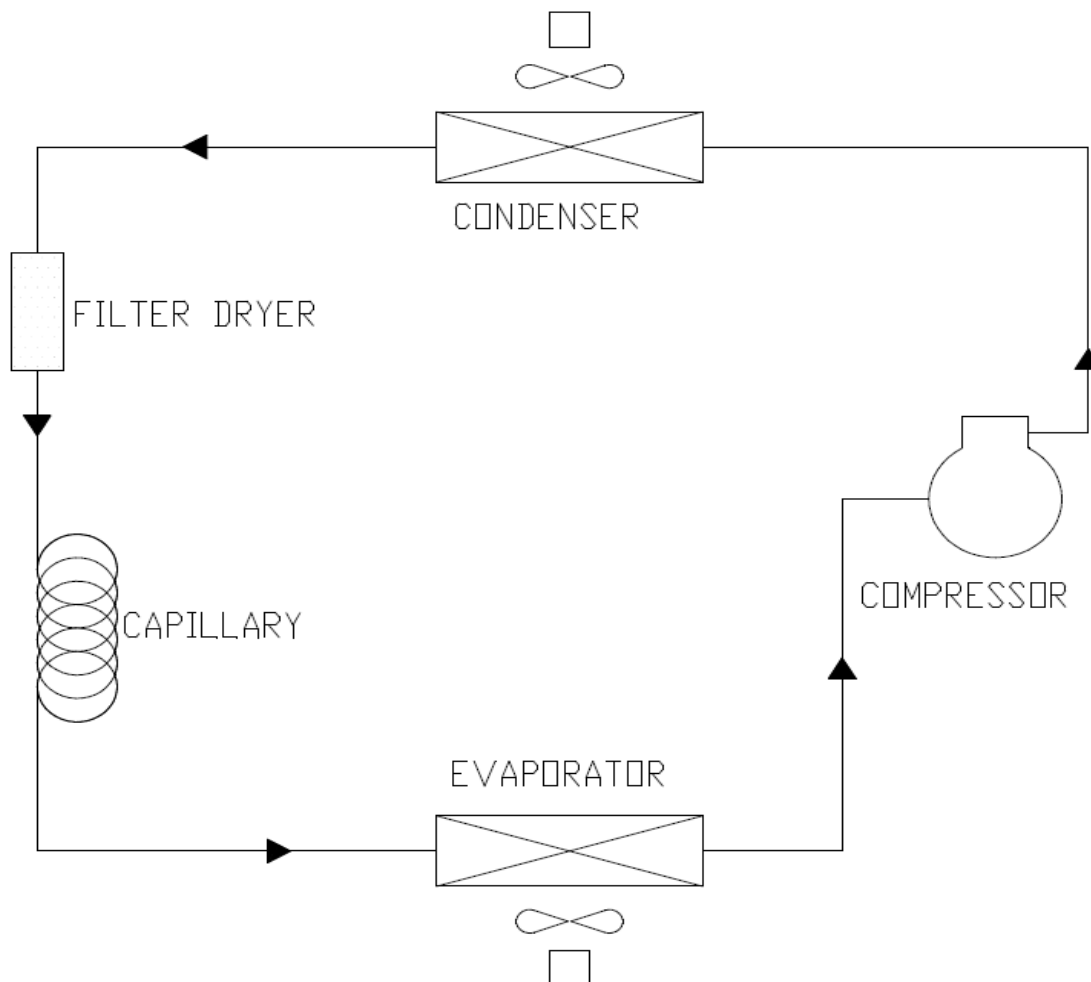 CONDENSER
FILTER DRYER
COMPRESSOR
CAPILLARY
EVAPORATOR